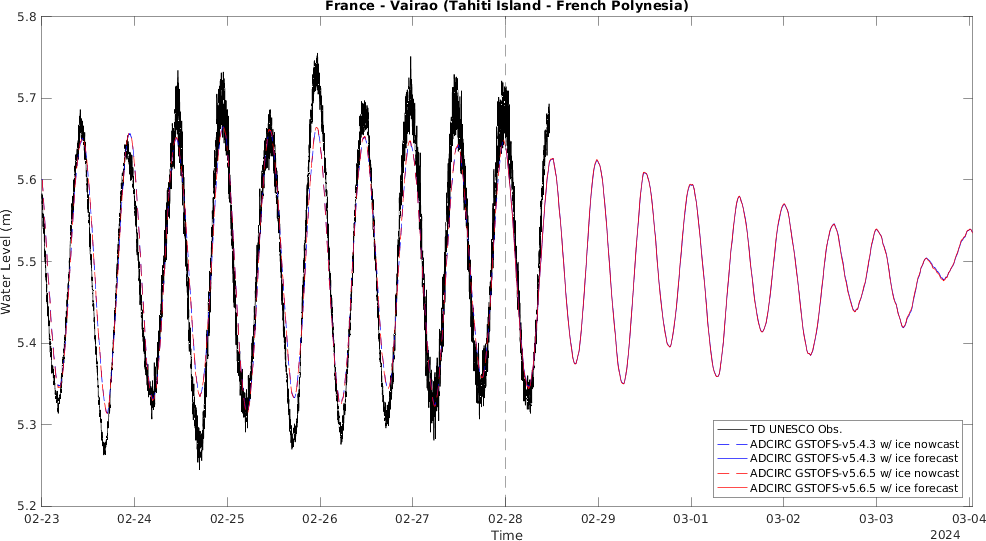 France - Vairao (Tahiti Island - French Polynesia)
5.8
5.7
5.6
5.5
5.4
5.3
5.2
Water Level (m)
02-23 02-24 02-25 02-26 02-27 02-28 02-29 03-01 03-02 03-03 03-04
Time
2024
TD UNESCO Obs.
ADCIRC GSTOFS-v5.4.3 w/ ice nowcast
ADCIRC GSTOFS-v5.4.3 w/ ice forecast
ADCIRC GSTOFS-v5.6.5 w/ ice nowcast
ADCIRC GSTOFS-v5.6.5 w/ ice forecast